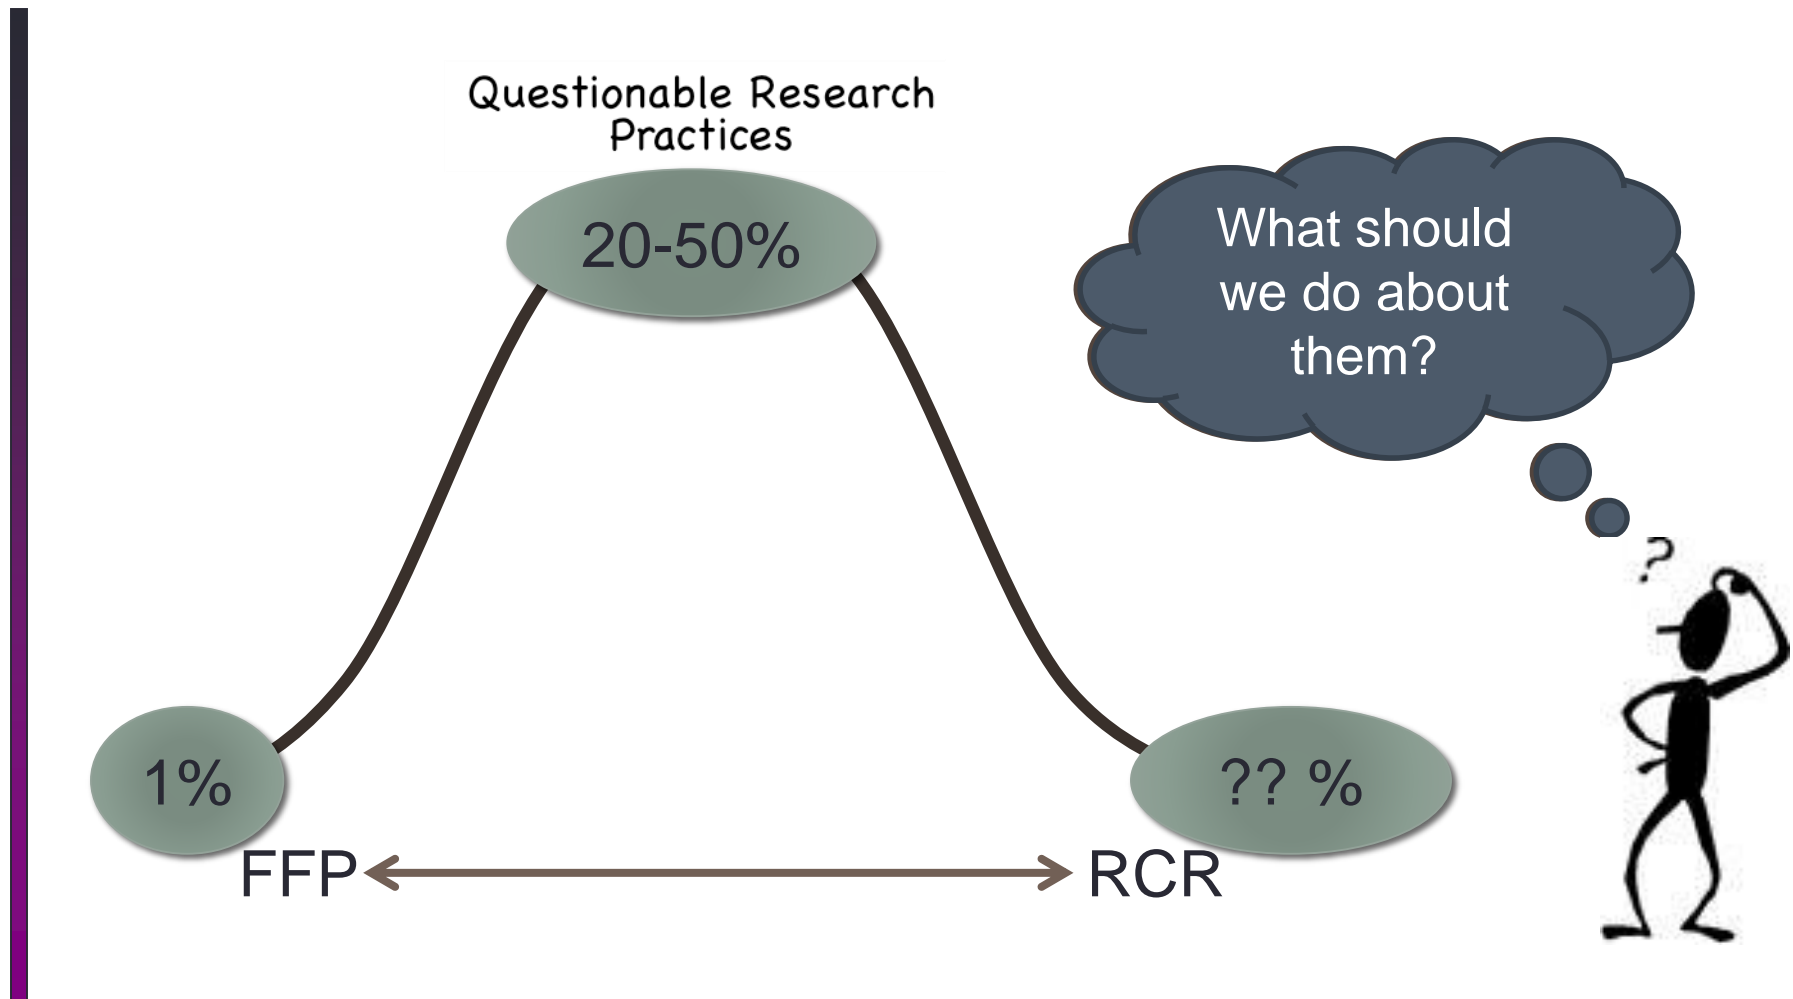 Questionable Research
Practices
20-50%
What should
we do about
them?
?
1%
?? %
FFP
RCR